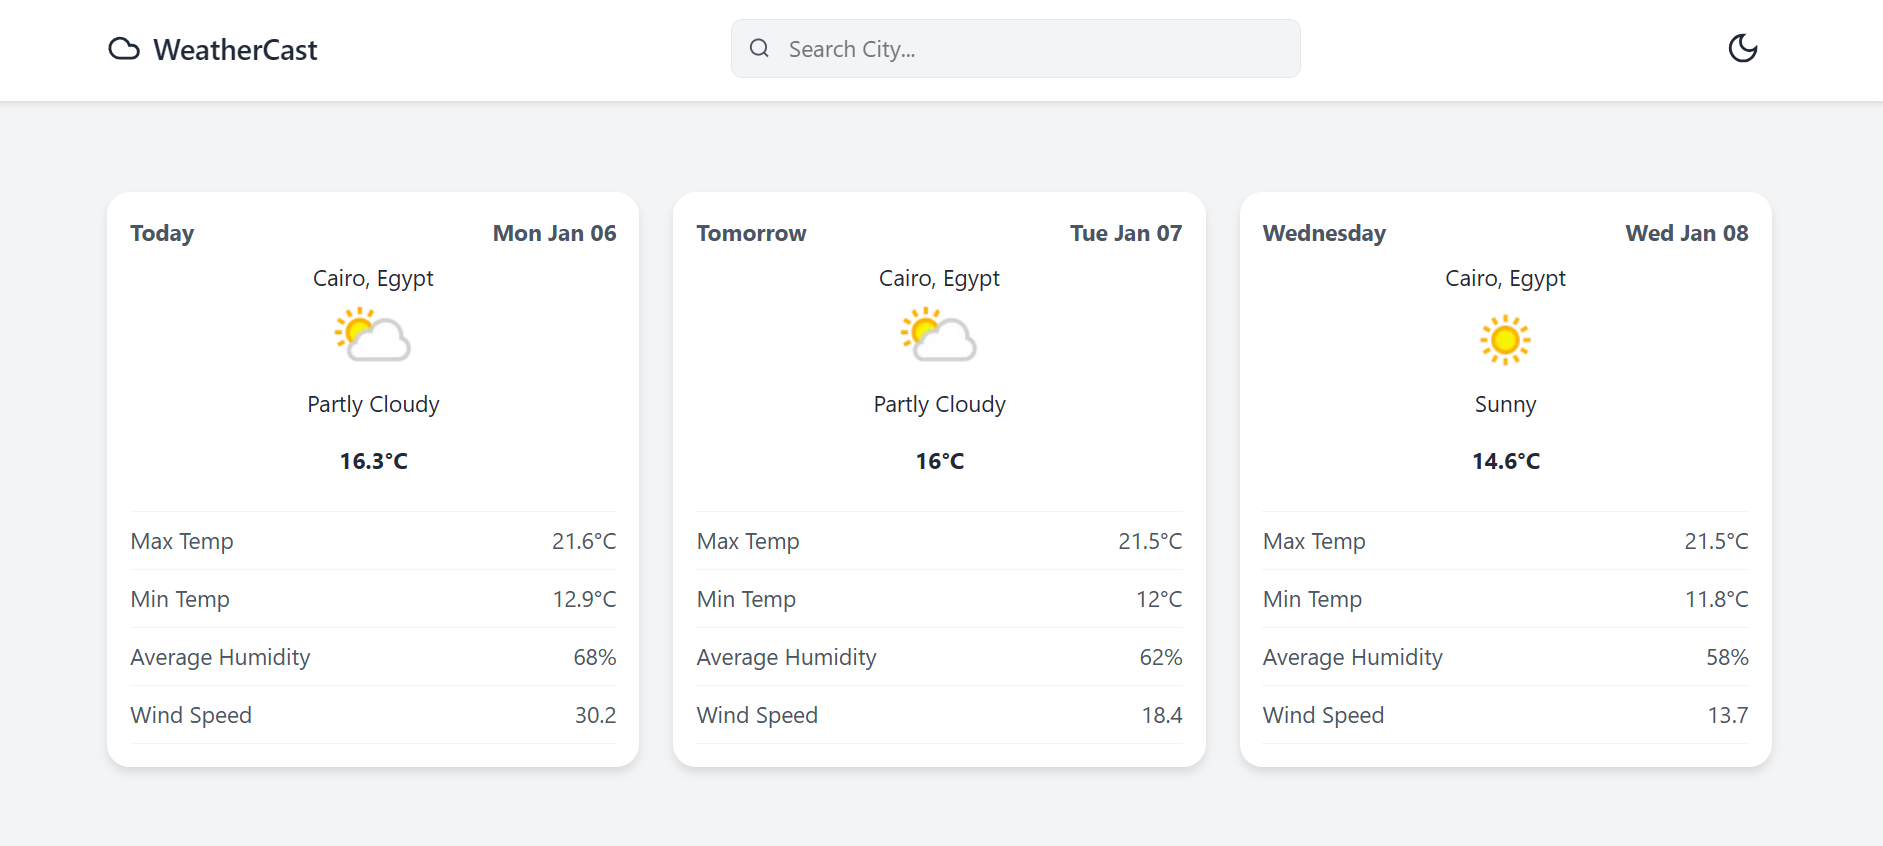 WeatherCast
Search City...
Today Mon Jan 06
Cairo, Egypt
Partly Cloudy
16.3°C
Max Temp 21.6°C
Min Temp 12.9°C
Average Humidity 68%
Wind Speed 30.2
Tomorrow Tue Jan 07
Cairo, Egypt
Partly Cloudy
16°C
Max Temp 21.5°C
Min Temp 12°C
Average Humidity 62%
Wind Speed 18.4
Wednesday Wed Jan 08
Cairo, Egypt
Sunny
14.6°C
Max Temp 21.5°C
Min Temp 11.8°C
Average Humidity 58%
Wind Speed 13.7